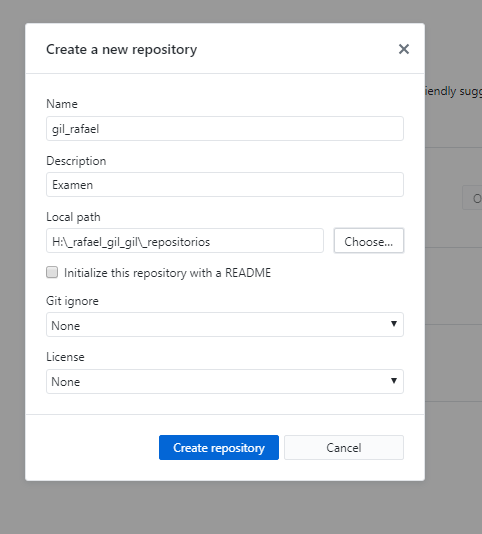 Create a new repository
iendly sugg
Name
gil_rafael
Description
Examen
Local path
H:\_rafael_gil_gil\_repositorios
Choose...
Initialize this repository with a README
Git ignore
None
License
None
Create repository
Cancel